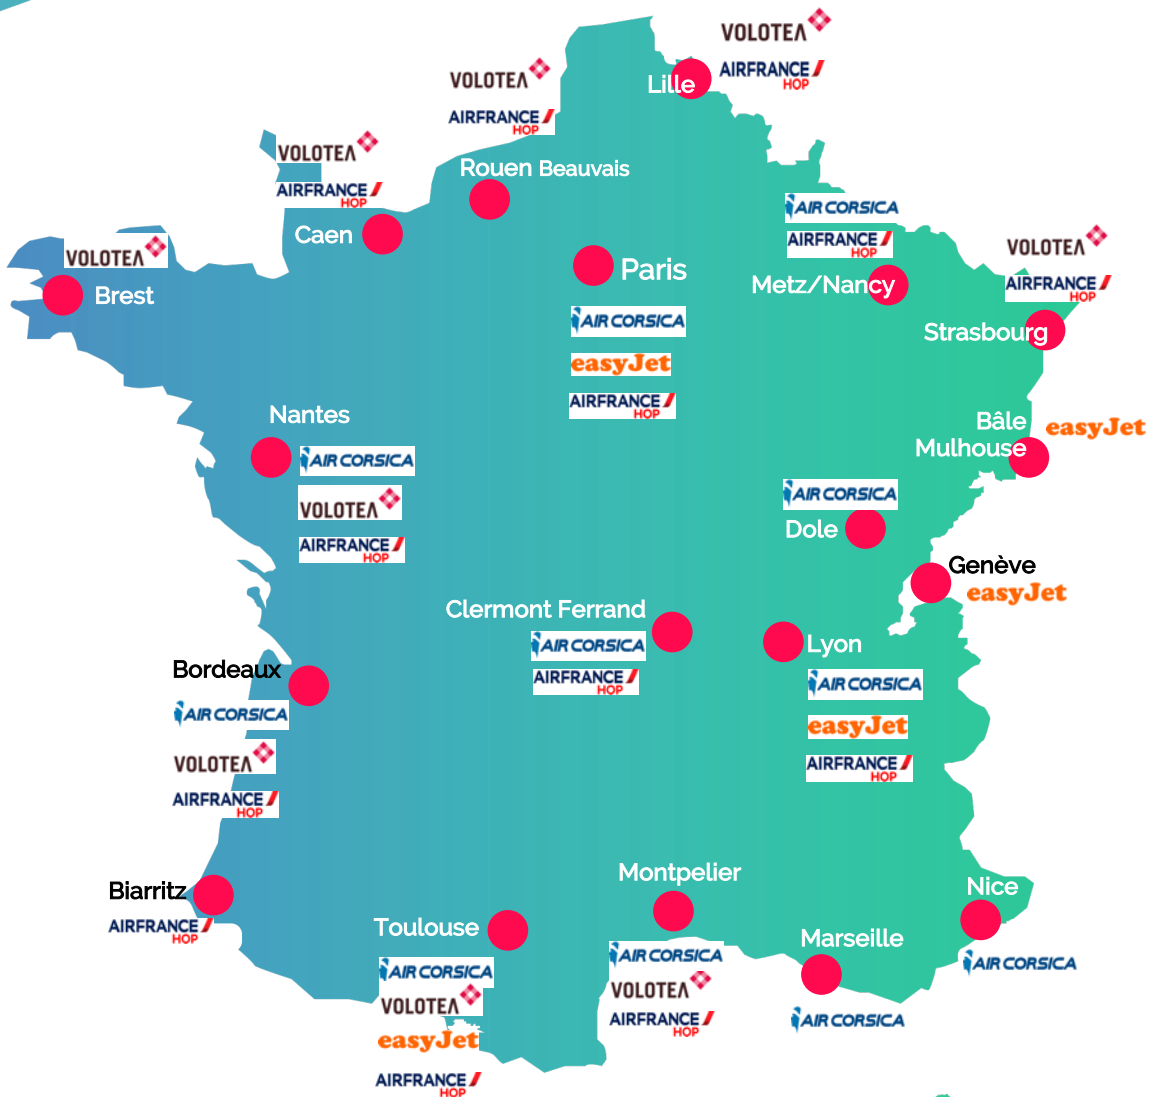 VOLOTEA
AIRFRANCE
HOP
Lille
VOLOTEA
AIRFRANCE
HOP
Rouen Beauvais
VOLOTEA
AIRFRANCE
HOP
Caen
VOLOTEA
Brest
Paris
AIR CORSICA
easyJet
AIRFRANCE
HOP
AIR CORSICA
AIRFRANCE
HOP
Metz/Nancy
VOLOTEA
AIRFRANCE
HOP
Strasbourg
Bâle
Mulhouse
easyJet
Nantes
AIR CORSICA
VOLOTEA
AIRFRANCE
HOP
AIR CORSICA
Dole
Genève
easyJet
Clermont Ferrand
AIR CORSICA
AIRFRANCE
HOP
Lyon
AIR CORSICA
easyJet
AIRFRANCE
HOP
Bordeaux
AIR CORSICA
VOLOTEA
AIRFRANCE
HOP
Biarritz
AIRFRANCE
HOP
Toulouse
AIR CORSICA
VOLOTEA
easyJet
AIRFRANCE
HOP
Montpelier
AIR CORSICA
VOLOTEA
AIRFRANCE
HOP
Marseille
AIR CORSICA
Nice
AIR CORSICA